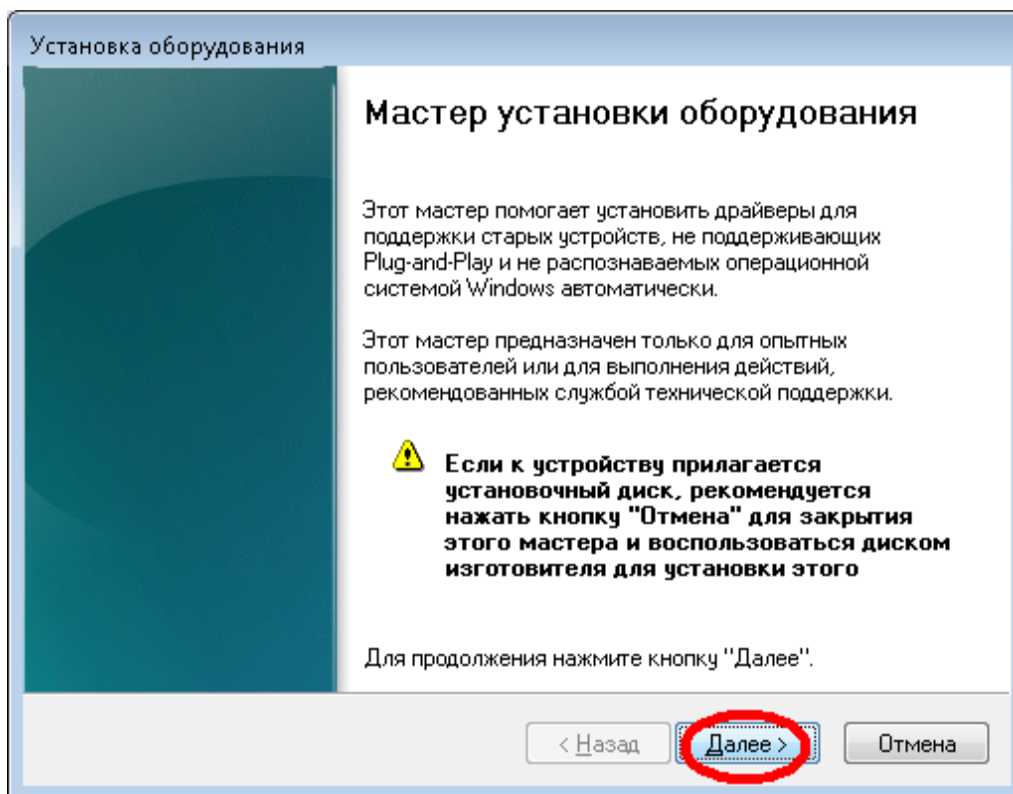 Установка оборудования
Мастер установки оборудования
Этот мастер помогает установить драйверы для
поддержки старых устройств, не поддерживающих
Plug-and-Play и не распознаваемых операционной
системой Windows автоматически.
Этот мастер предназначен только для опытных
пользователей или для выполнения действий,
рекомендованных службой технической поддержки.
Если к устройству прилагается
установочный диск, рекомендуется
нажать кнопку "Отмена" для закрытия
этого мастера и воспользоваться диском
изготовителя для установки этого
Для продолжения нажмите кнопку "Далее".
< Назад Далее > Отмена